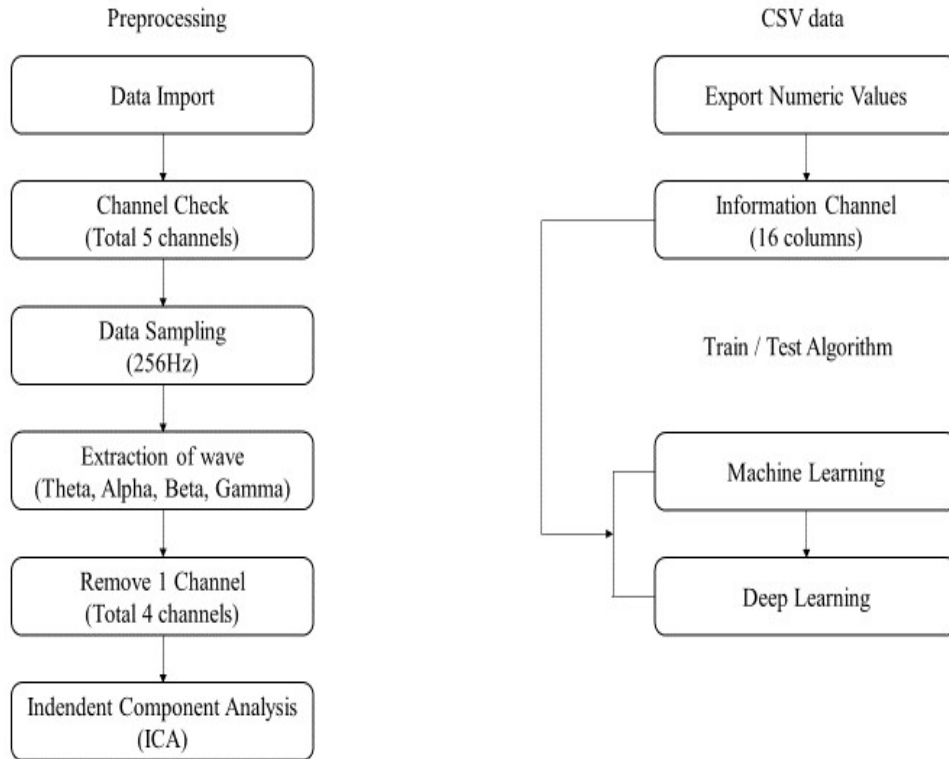 Preprocessing
Data Import
Channel Check
(Total 5 channels)
Data Sampling
(256Hz)
Extraction of wave
(Theta, Alpha, Beta, Gamma)
Remove 1 Channel
(Total 4 channels)
Indendent Component Analysis
(ICA)
CSV data
Export Numeric Values
Information Channel
(16 columns)
Train / Test Algorithm
Machine Learning
Deep Learning